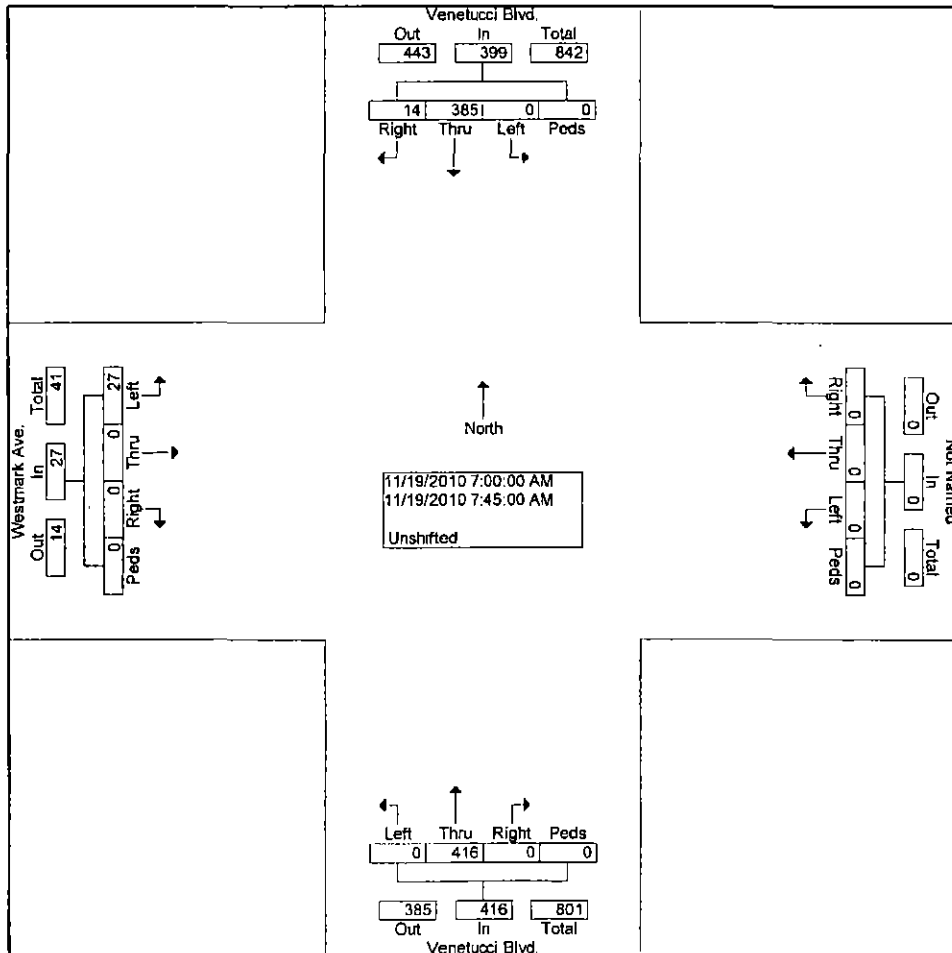 Venetucci Blvd.
Out In Total
443 399 842
14 385 0 0
Right Thru Left Peds
Westmark Ave.
Total In Out
41 27 14
27 0 0 0
Left Thru Right Peds
North
11/19/2010 7:00:00 AM
11/19/2010 7:45:00 AM
Unshifted
Right Thru Left Peds
0 0 0 0
Out In Total
0 0 0
Not Named
Left Thru Right Peds
0 416 0 0
385 416 801
Out In Total
Venetucci Blvd.